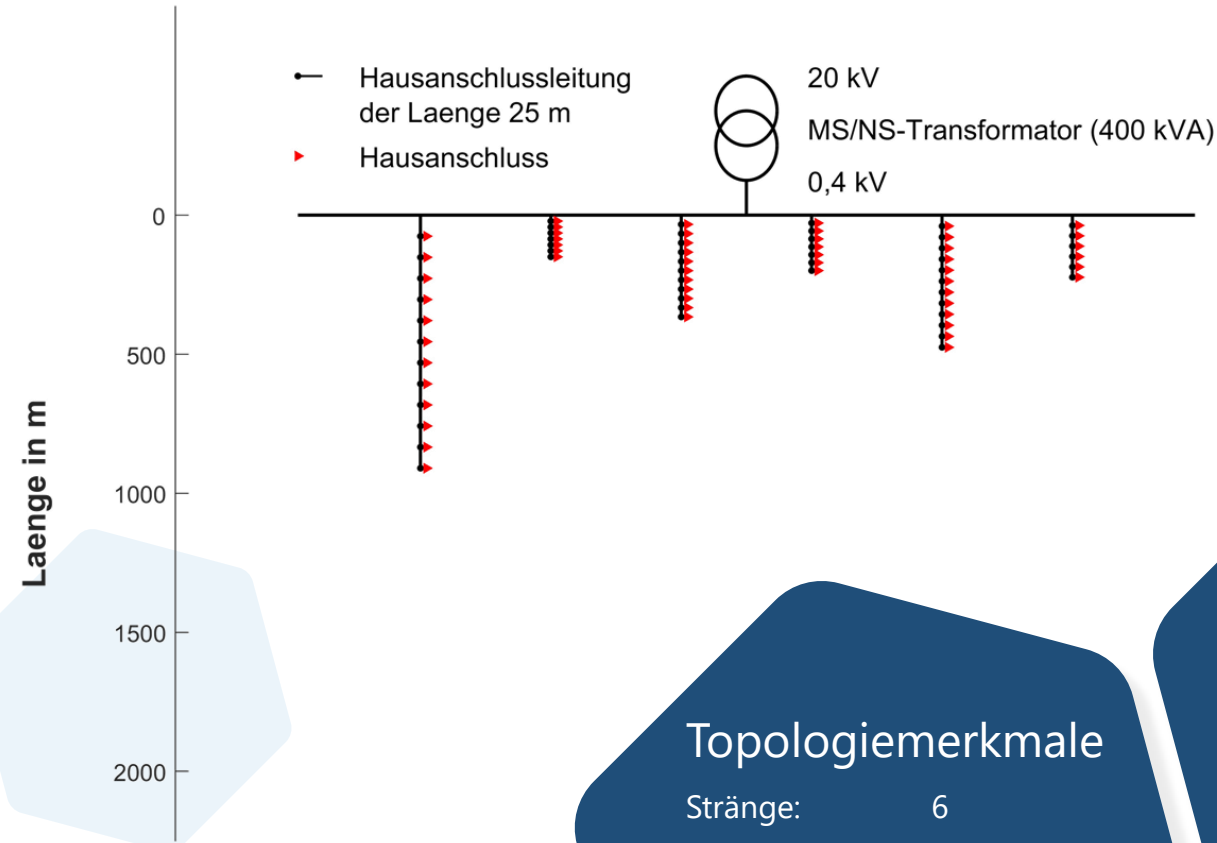 Hausanschlussleitung
der Laenge 25 m
Hausanschluss
20 kV
MS/NS-Transformator (400 kVA)
0,4 kV
0
500
1000
1500
2000
Laenge in m
Topologiemerkmale
Stränge: 6